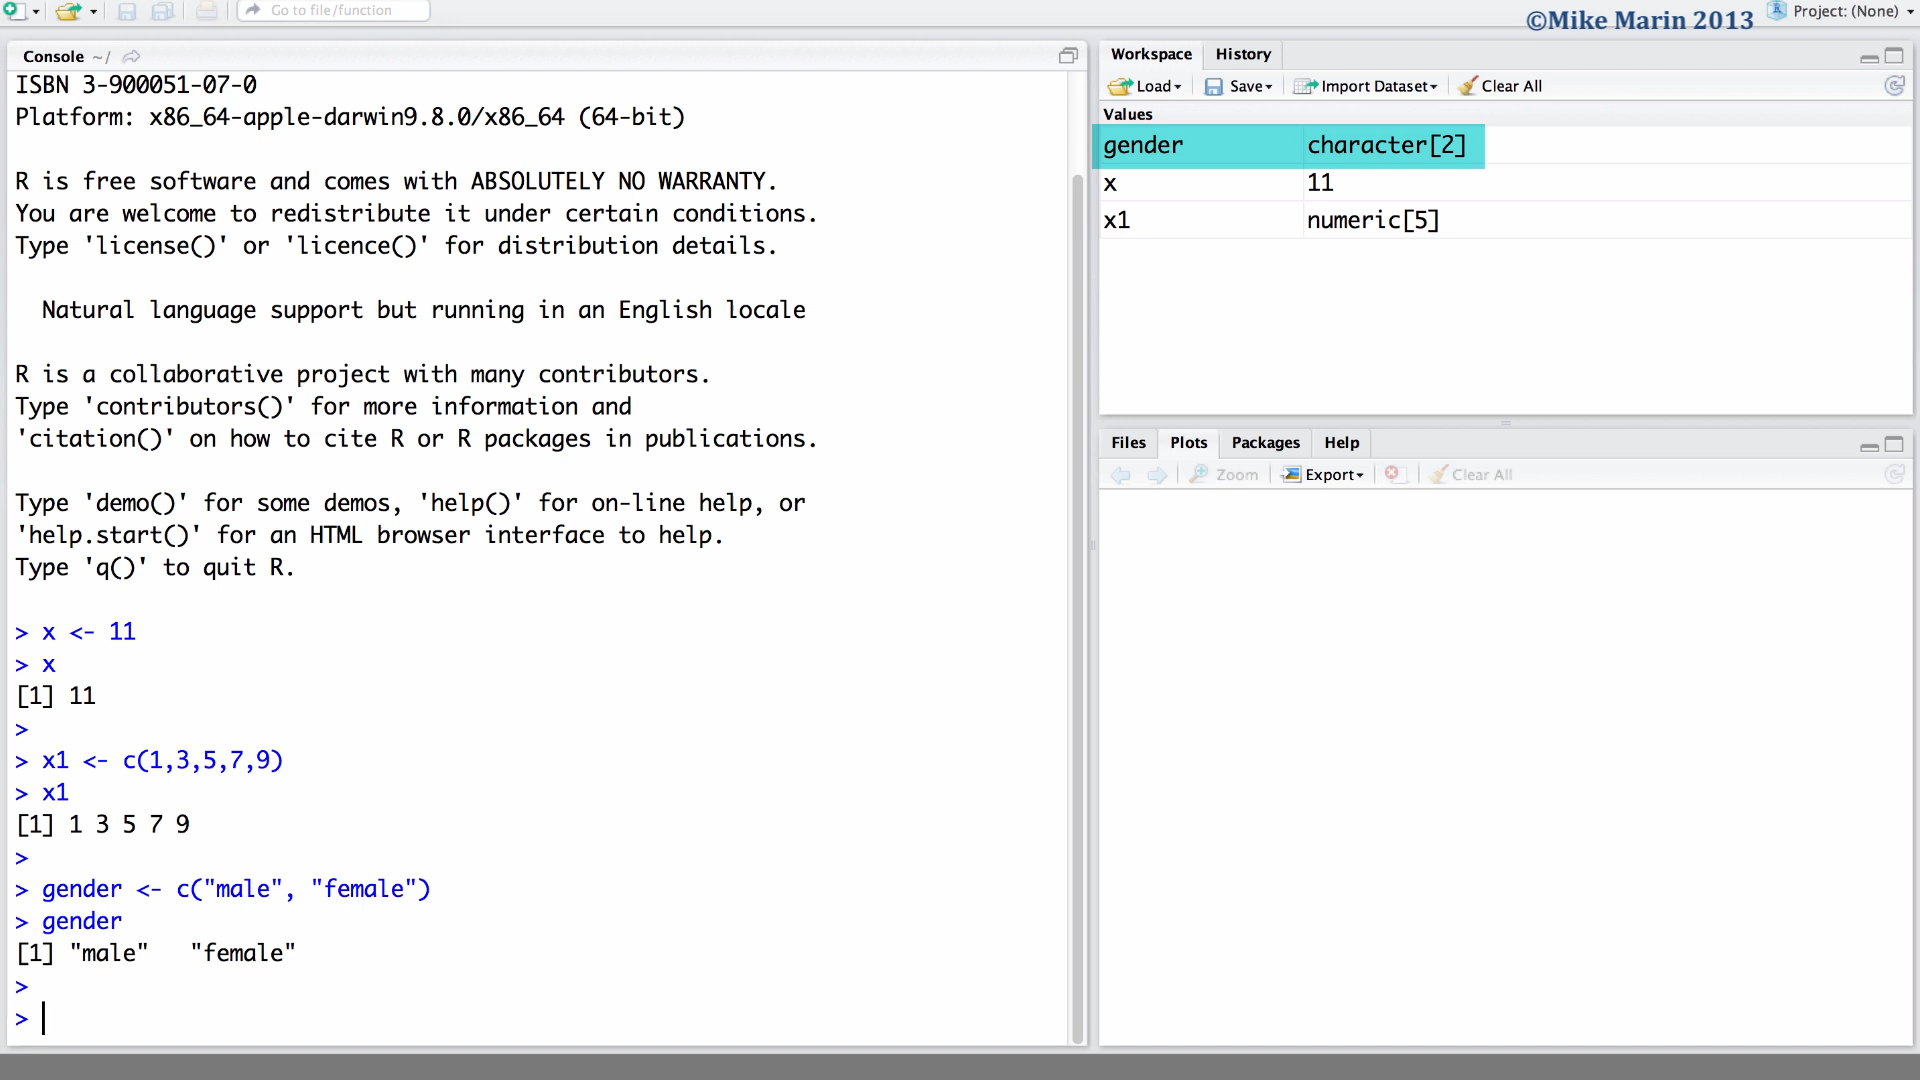 Go to file/function
©Mike Marin 2013
Project: (None)
Console ~/
ISBN 3-900051-07-0
Platform: x86_64-apple-darwin9.8.0/x86_64 (64-bit)
R is free software and comes with ABSOLUTELY NO WARRANTY.
You are welcome to redistribute it under certain conditions.
Type 'license()' or 'licence()' for distribution details.
Natural language support but running in an English locale
R is a collaborative project with many contributors.
Type 'contributors()' for more information and
'citation()' on how to cite R or R packages in publications.
Type 'demo()' for some demos, 'help()' for on-line help, or
'help.start()' for an HTML browser interface to help.
Type 'q()' to quit R.
> x <- 11
> x
[1] 11
>
> x1 <- c(1,3,5,7,9)
> x1
[1] 1 3 5 7 9
>
> gender <- c("male", "female")
> gender
[1] "male"   "female"
>
>
Workspace History
Load Save Import Dataset Clear All
Values
gender character[2]
x 11
x1 numeric[5]
Files Plots Packages Help
Zoom Export Clear All